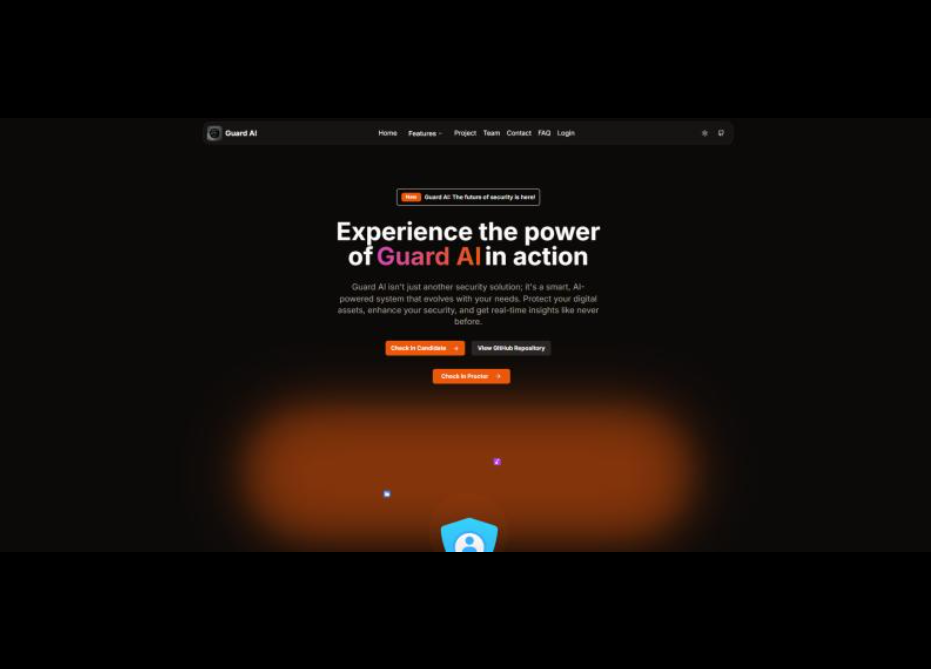 Guard AI
Home Features Project Team Contact FAQ Login
New Guard AI: The future of security is here!
Experience the power
of Guard AI in action
Guard AI isn't just another security solution; it's a smart, AI-
powered system that evolves with your needs. Protect your digital
assets, enhance your security, and get real-time insights like never
before.
Check In Candidate → View GitHub Repository
Check In Proctor →